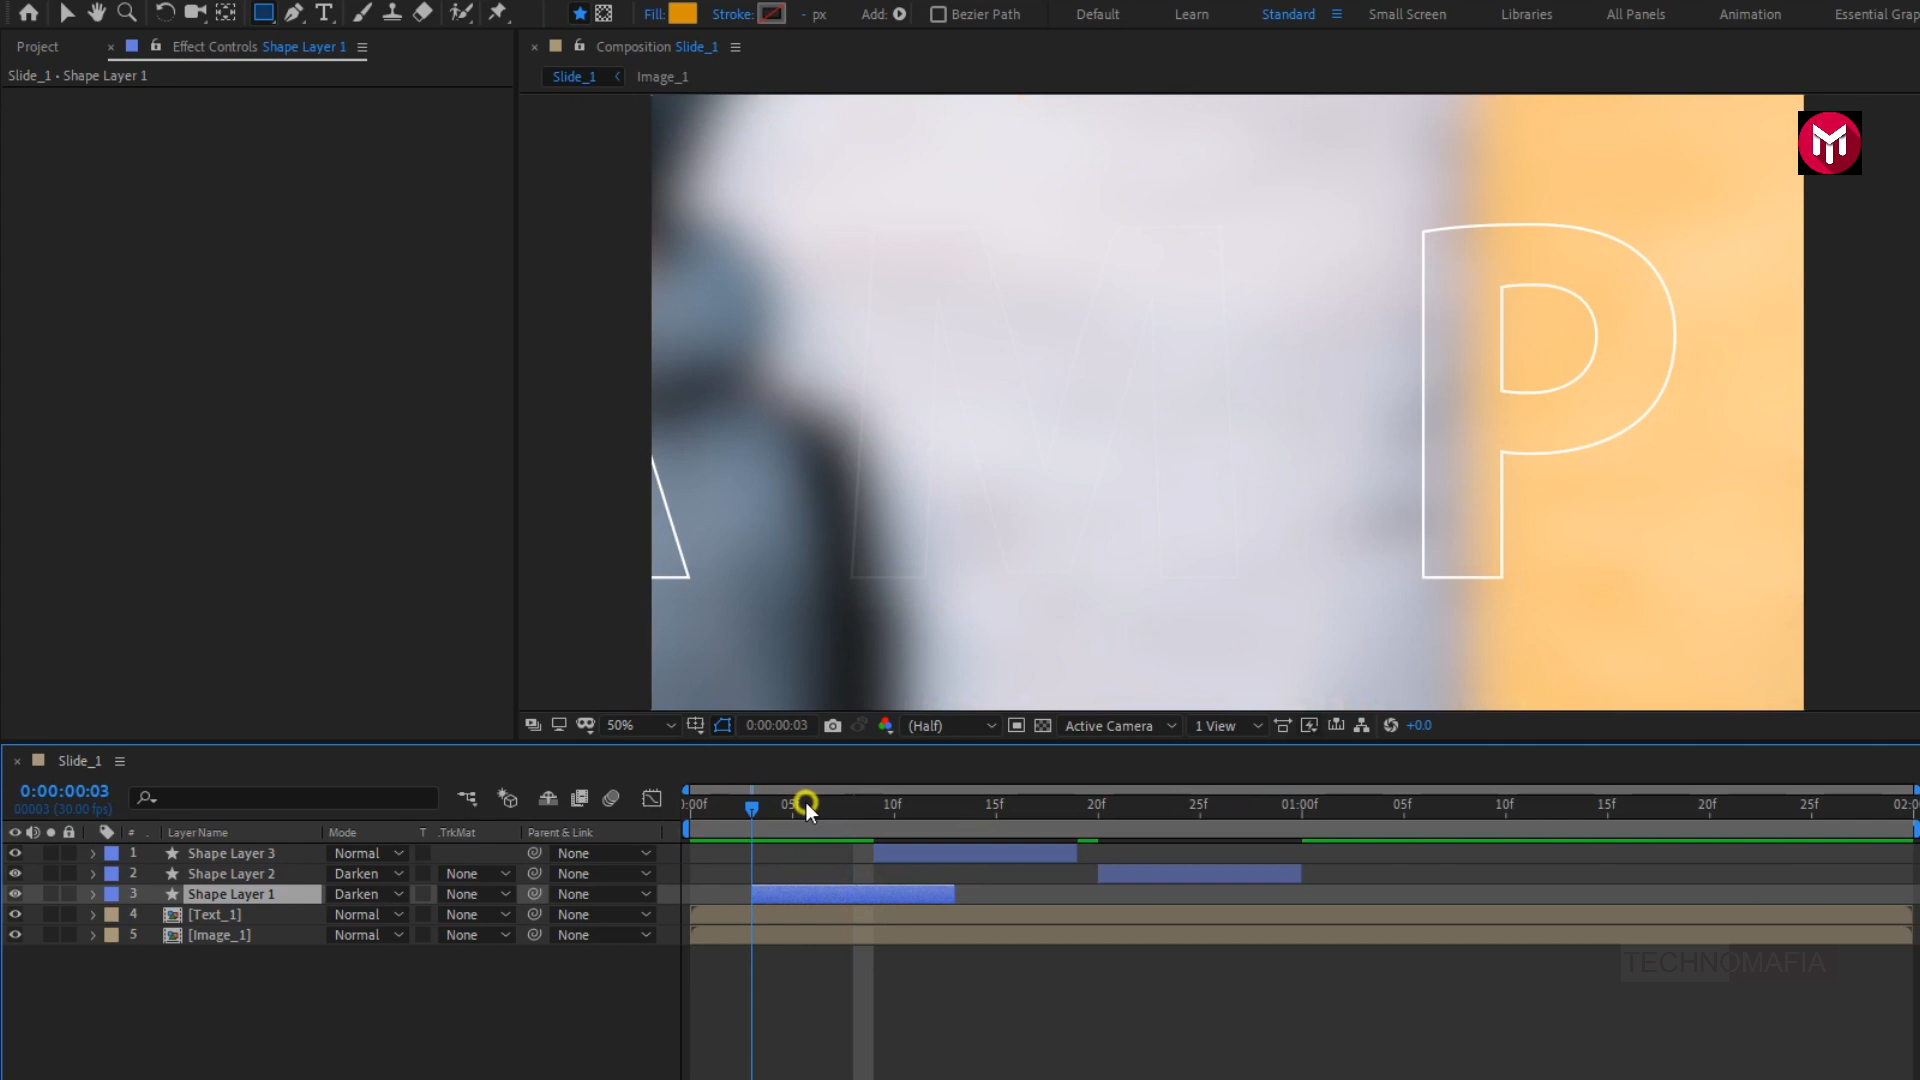 Fill: Stroke: - px Add: Bezier Path Default Learn Standard Small Screen Libraries All Panels Animation Essential Grap
Project × Effect Controls Shape Layer 1
Slide_1 • Shape Layer 1
× Composition Slide_1
Slide_1 < Image_1
M
P
50% 0:00:00:03 (Half) Active Camera 1 View +0.0
× Slide_1
0:00:00:03
00003 (30.00 fps)
):00f 05f 10f 15f 20f 25f 01:00f 05f 10f 15f 20f 25f 02:0
# Layer Name Mode T .TrkMat Parent & Link
1 Shape Layer 3 Normal None
2 Shape Layer 2 Darken None None
3 Shape Layer 1 Darken None None
4 [Text_1] Normal None None
5 [Image_1] Normal None None
TECHNOMAFIA